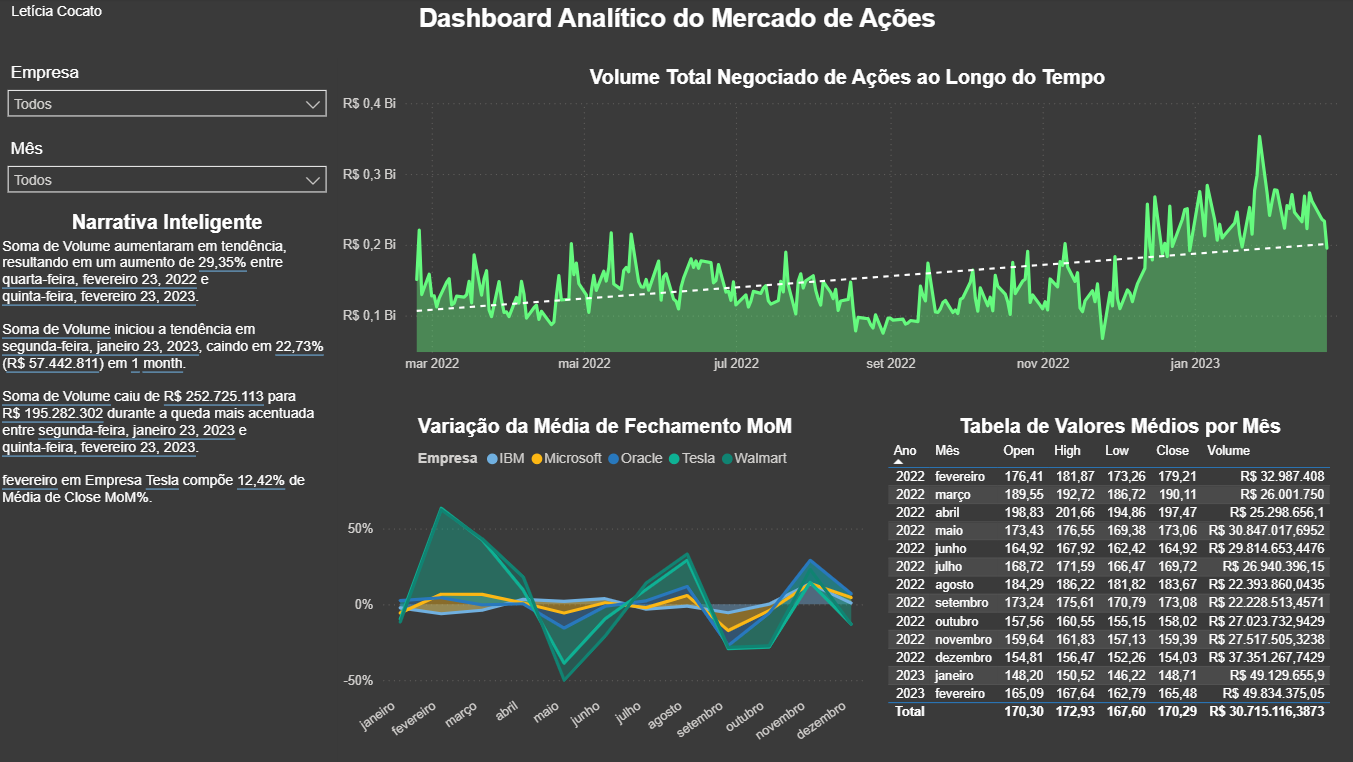 Letícia Cocato
Dashboard Analítico do Mercado de Ações
Empresa
Todos
Mês
Todos
Narrativa Inteligente
Soma de Volume aumentaram em tendência,
resultando em um aumento de 29,35% entre
quarta-feira, fevereiro 23, 2022 e
quinta-feira, fevereiro 23, 2023.
Soma de Volume iniciou a tendência em
segunda-feira, janeiro 23, 2023, caindo em 22,73%
(R$ 57.442.811) em 1 month.
Soma de Volume caiu de R$ 252.725.113 para
R$ 195.282.302 durante a queda mais acentuada
entre segunda-feira, janeiro 23, 2023 e
quinta-feira, fevereiro 23, 2023.
fevereiro em Empresa Tesla compõe 12,42% de
Média de Close MoM%.
Volume Total Negociado de Ações ao Longo do Tempo
R$ 0,4 Bi
R$ 0,3 Bi
R$ 0,2 Bi
R$ 0,1 Bi
mar 2022 mai 2022 jul 2022 set 2022 nov 2022 jan 2023
Variação da Média de Fechamento MoM
Empresa IBM Microsoft Oracle Tesla Walmart
50%
0%
-50%
janeiro fevereiro março abril maio junho julho agosto setembro outubro novembro dezembro
Tabela de Valores Médios por Mês
Ano Mês Open High Low Close Volume
2022 fevereiro 176,41 181,87 173,26 179,21 R$ 32.987.408
2022 março 189,55 192,72 186,72 190,11 R$ 26.001.750
2022 abril 198,83 201,66 194,86 197,47 R$ 25.298.656,1
2022 maio 173,43 176,55 169,38 173,06 R$ 30.847.017,6952
2022 junho 164,92 167,92 162,42 164,92 R$ 29.814.653,4476
2022 julho 168,72 171,59 166,47 169,72 R$ 26.940.396,15
2022 agosto 184,29 186,22 181,82 183,67 R$ 22.393.860,0435
2022 setembro 173,24 175,61 170,79 173,08 R$ 22.228.513,4571
2022 outubro 157,56 160,55 155,15 158,02 R$ 27.023.732,9429
2022 novembro 159,64 161,83 157,13 159,39 R$ 27.517.505,3238
2022 dezembro 154,81 156,47 152,26 154,03 R$ 37.351.267,7429
2023 janeiro 148,20 150,52 146,22 148,71 R$ 49.129.655,9
2023 fevereiro 165,09 167,64 162,79 165,48 R$ 49.834.375,05
Total 170,30 172,93 167,60 170,29 R$ 30.715.116,3873